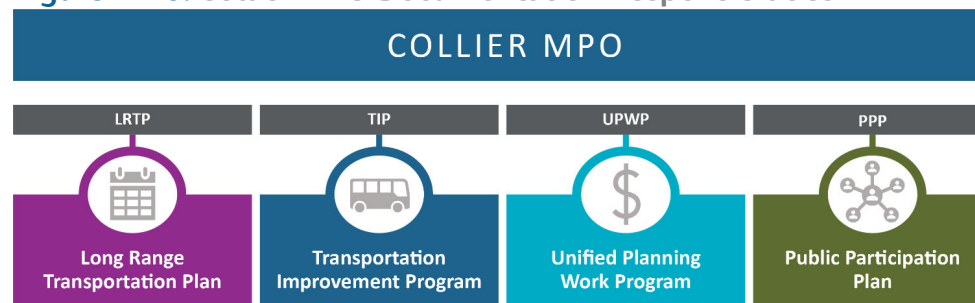 COLLIER MPO
LRTP
TIP
UPWP
PPP
Long Range
Transportation Plan
Transportation
Improvement Program
Unified Planning
Work Program
Public Participation
Plan